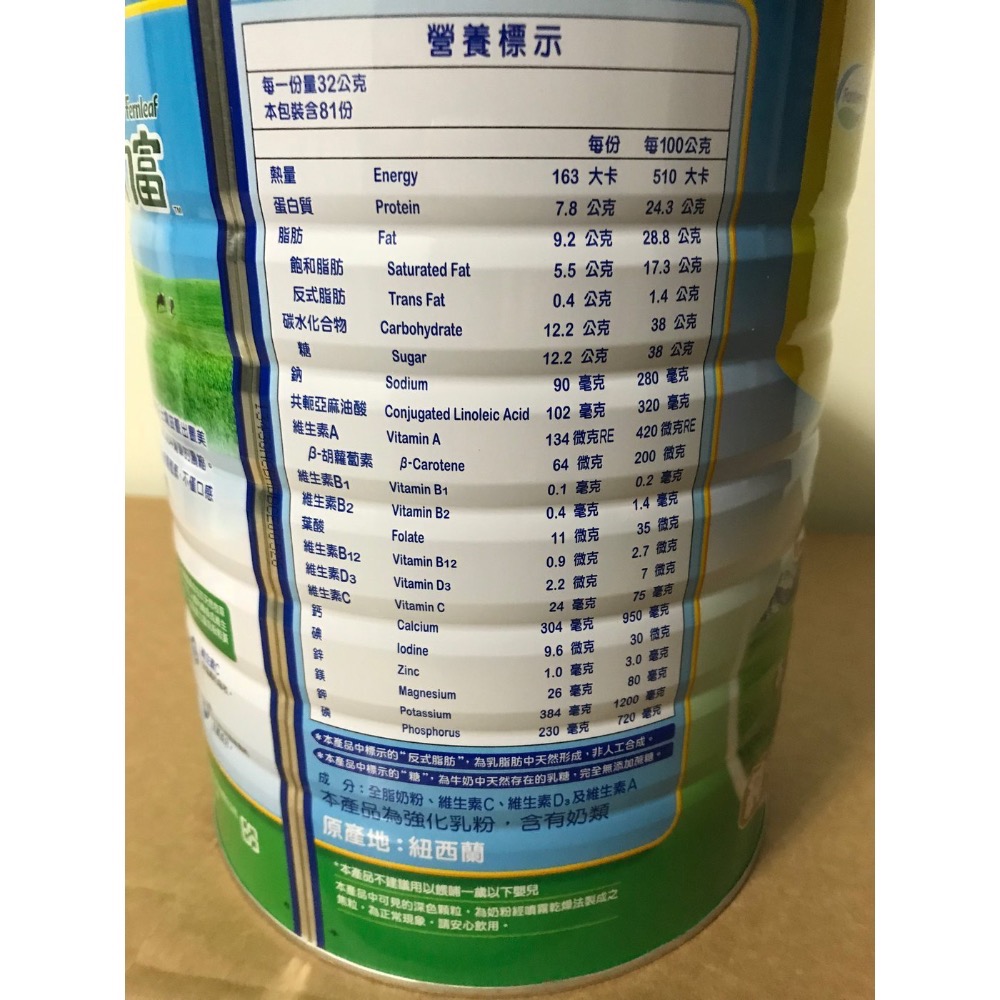 Fernleaf
富
TM
營養標示
每一份量32公克
本包裝含81份
每份 每100公克
熱量 Energy 163 大卡 510 大卡
蛋白質 Protein 7.8 公克 24.3 公克
脂肪 Fat 9.2 公克 28.8 公克
飽和脂肪 Saturated Fat 5.5 公克 17.3 公克
反式脂肪 Trans Fat 0.4 公克 1.4 公克
碳水化合物 Carbohydrate 12.2 公克 38 公克
糖 Sugar 12.2 公克 38 公克
鈉 Sodium 90 毫克 280 毫克
共軛亞麻油酸 Conjugated Linoleic Acid 102 毫克 320 毫克
維生素A Vitamin A 134 微克RE 420 微克RE
β-胡蘿蔔素 β-Carotene 64 微克 200 微克
維生素B1 Vitamin B1 0.1 毫克 0.2 毫克
維生素B2 Vitamin B2 0.4 毫克 1.4 毫克
葉酸 Folate 11 微克 35 微克
維生素B12 Vitamin B12 0.9 微克 2.7 微克
維生素D3 Vitamin D3 2.2 微克 7 微克
維生素C Vitamin C 24 毫克 75 毫克
鈣 Calcium 304 毫克 950 毫克
碘 Iodine 9.6 微克 30 微克
鋅 Zinc 1.0 毫克 3.0 毫克
鎂 Magnesium 26 毫克 80 毫克
鉀 Potassium 384 毫克 1200 毫克
磷 Phosphorus 230 毫克 720 毫克
*本產品中標示的“反式脂肪”，為乳脂肪中天然形成，非人工合成。
*本產品中標示的“糖”，為牛奶中天然存在的乳糖，完全無添加蔗糖。
成 分：全脂奶粉、維生素C、維生素D₃及維生素A
本產品為強化乳粉，含有奶類
原產地：紐西蘭
*本產品不建議用以餵哺一歲以下嬰兒
本產品中可見的深色顆粒，為奶粉經噴霧乾燥法製成之
焦粒，為正常現象，請安心飲用。